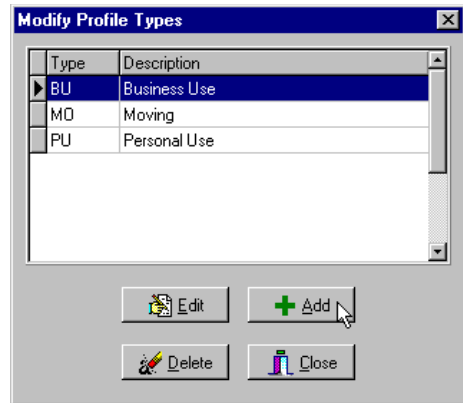 Modify Profile Types
Type Description
BU Business Use
MO Moving
PU Personal Use
Edit Add
Delete Close